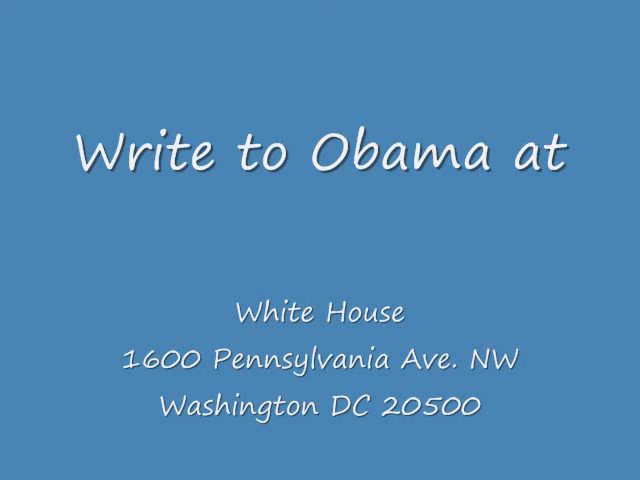 Write to Obama at
White House
1600 Pennsylvania Ave. NW
Washington DC 20500